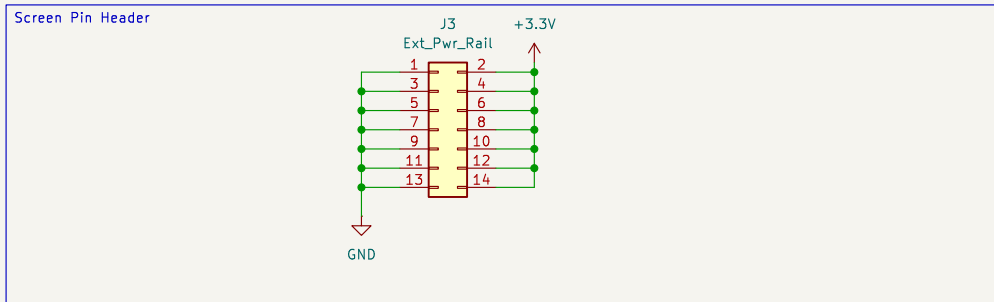 Screen Pin Header
J3
+3.3V
Ext_Pwr_Rail
1 2
3 4
5 6
7 8
9 10
11 12
13 14
GND